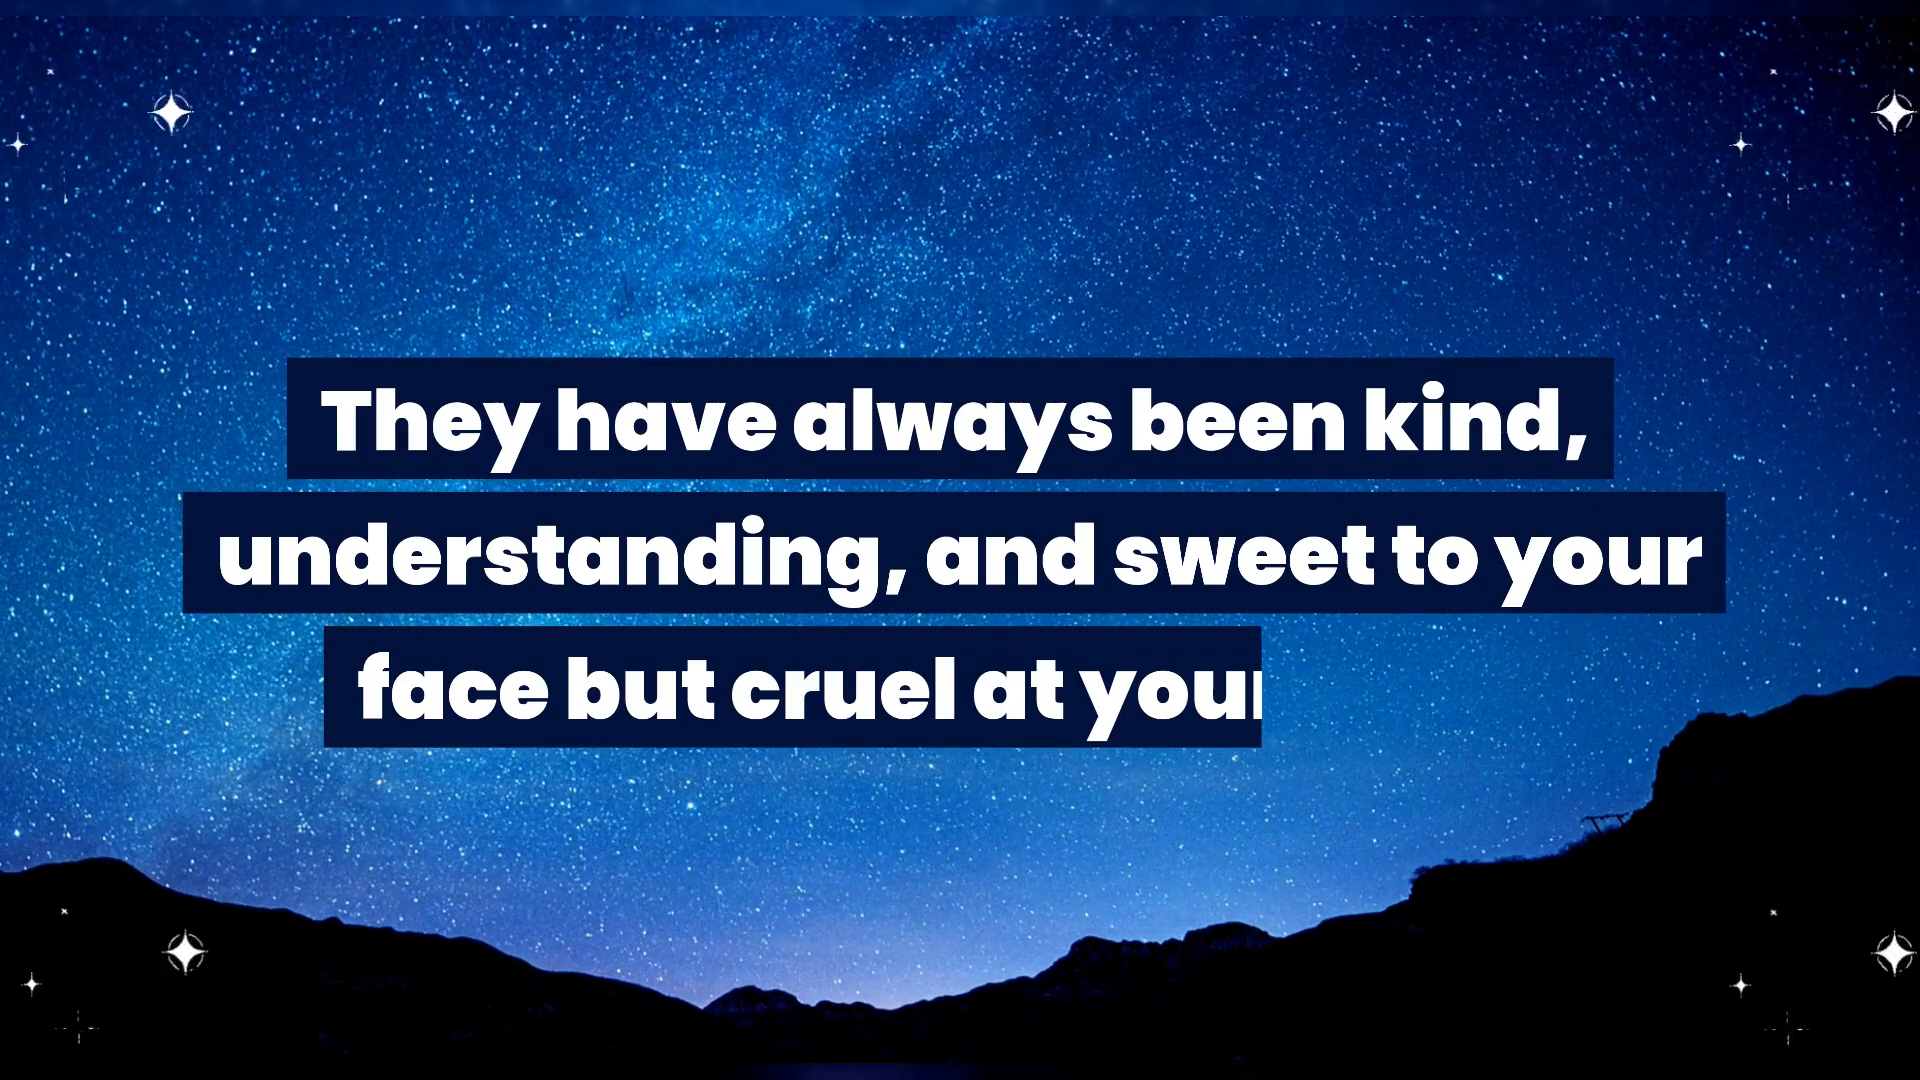 They have always been kind,
understanding, and sweet to your
face but cruel at your